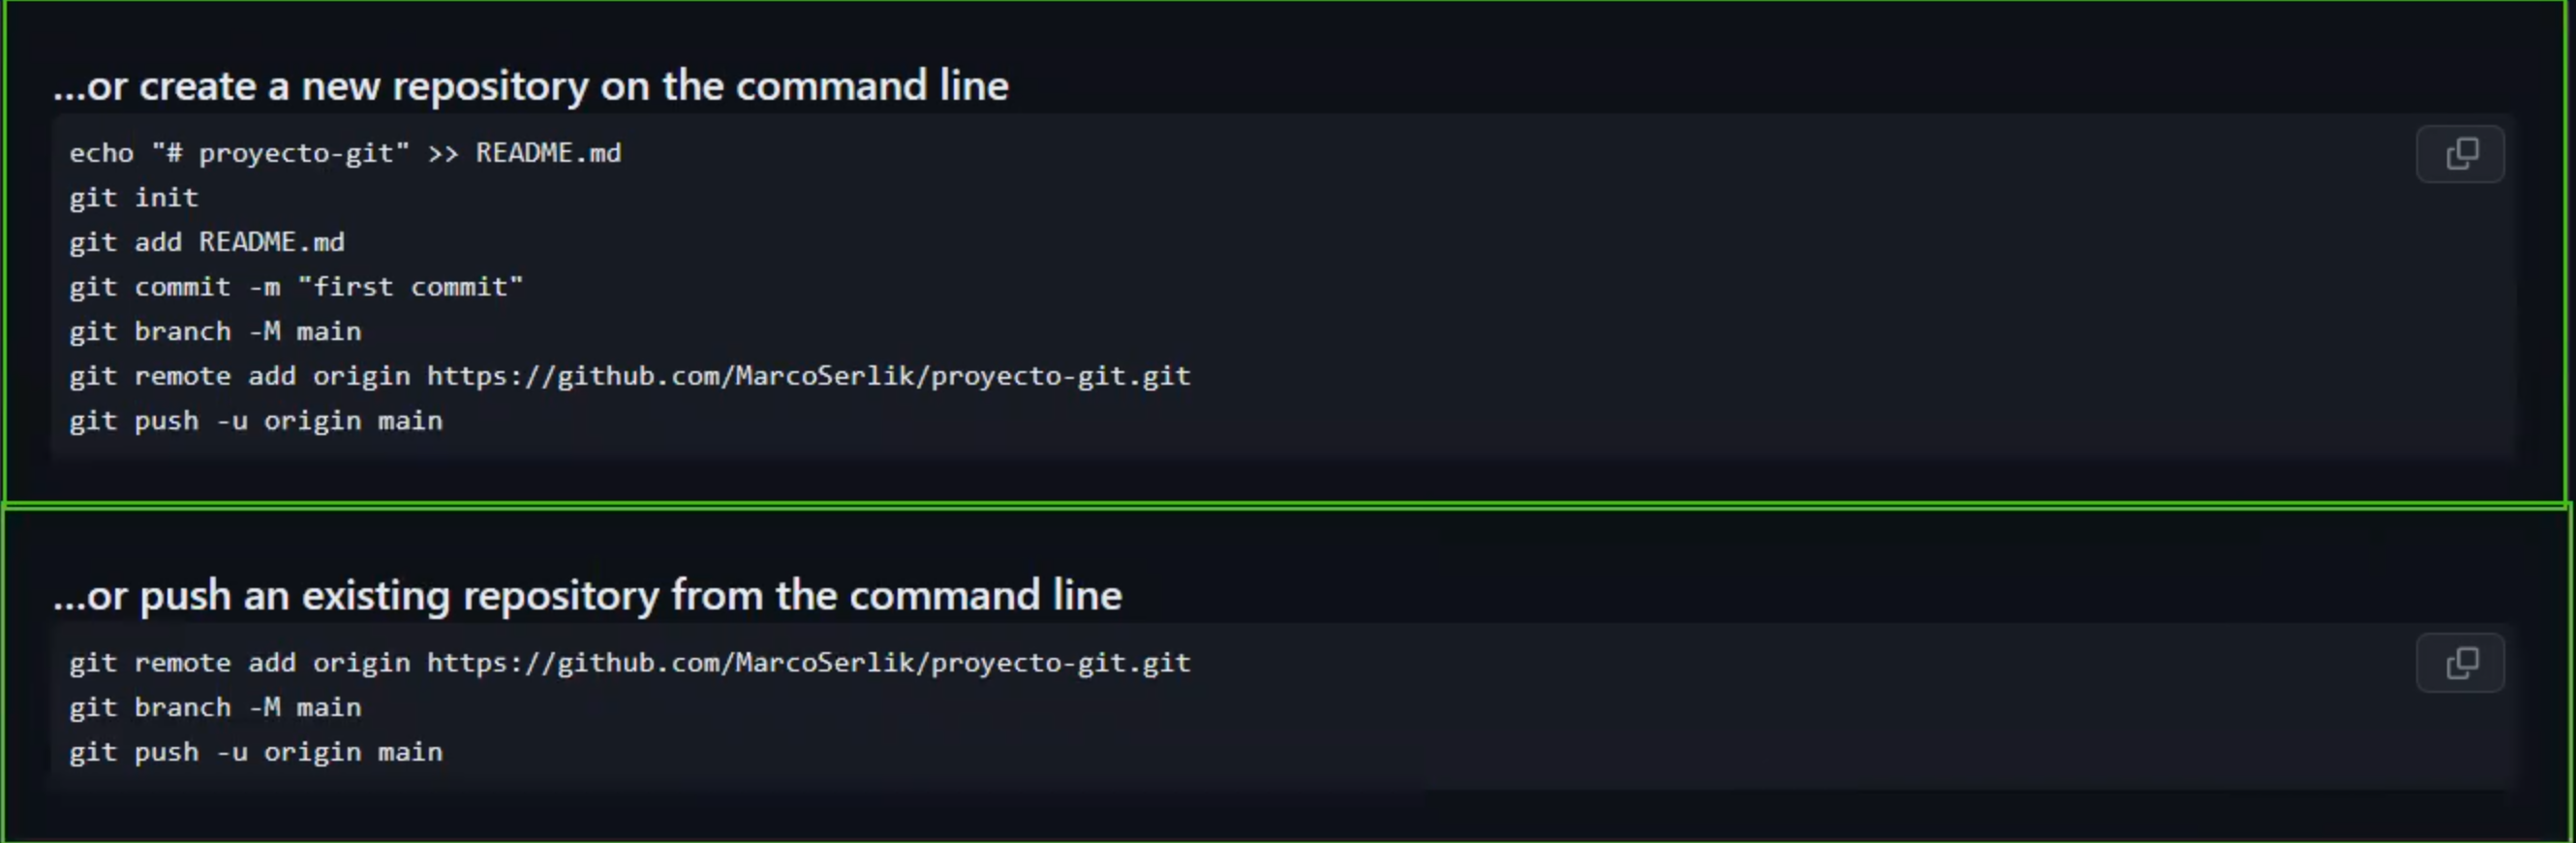 ...or create a new repository on the command line
echo "# proyecto-git" >> README.md
git init
git add README.md
git commit -m "first commit"
git branch -M main
git remote add origin https://github.com/MarcoSerlik/proyecto-git.git
git push -u origin main
...or push an existing repository from the command line
git remote add origin https://github.com/MarcoSerlik/proyecto-git.git
git branch -M main
git push -u origin main